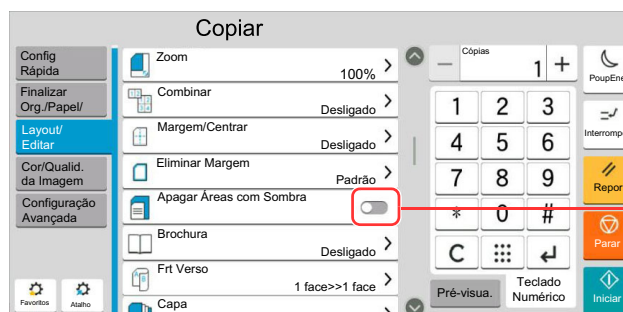 Copiar
Config
Rápida
Finalizar
Org./Papel/
Layout/
Editar
Cor/Qualid.
da Imagem
Configuração
Avançada
Favoritos
Atalho
Zoom
100%
Combinar
Desligado
Margem/Centrar
Desligado
Eliminar Margem
Padrão
Apagar Áreas com Sombra
Brochura
Desligado
Frt Verso
1 face>>1 face
Capa
Cópias
1
1 2 3
4 5 6
7 8 9
* 0 #
C
Pré-visua.
Teclado
Numérico
PoupEne
Interromp
Repor
Parar
Iniciar